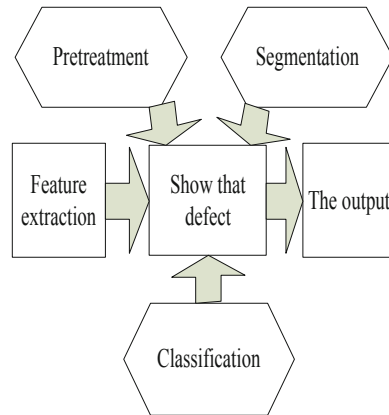 Pretreatment
Segmentation
Feature
extraction
Show that
defect
The output
Classification